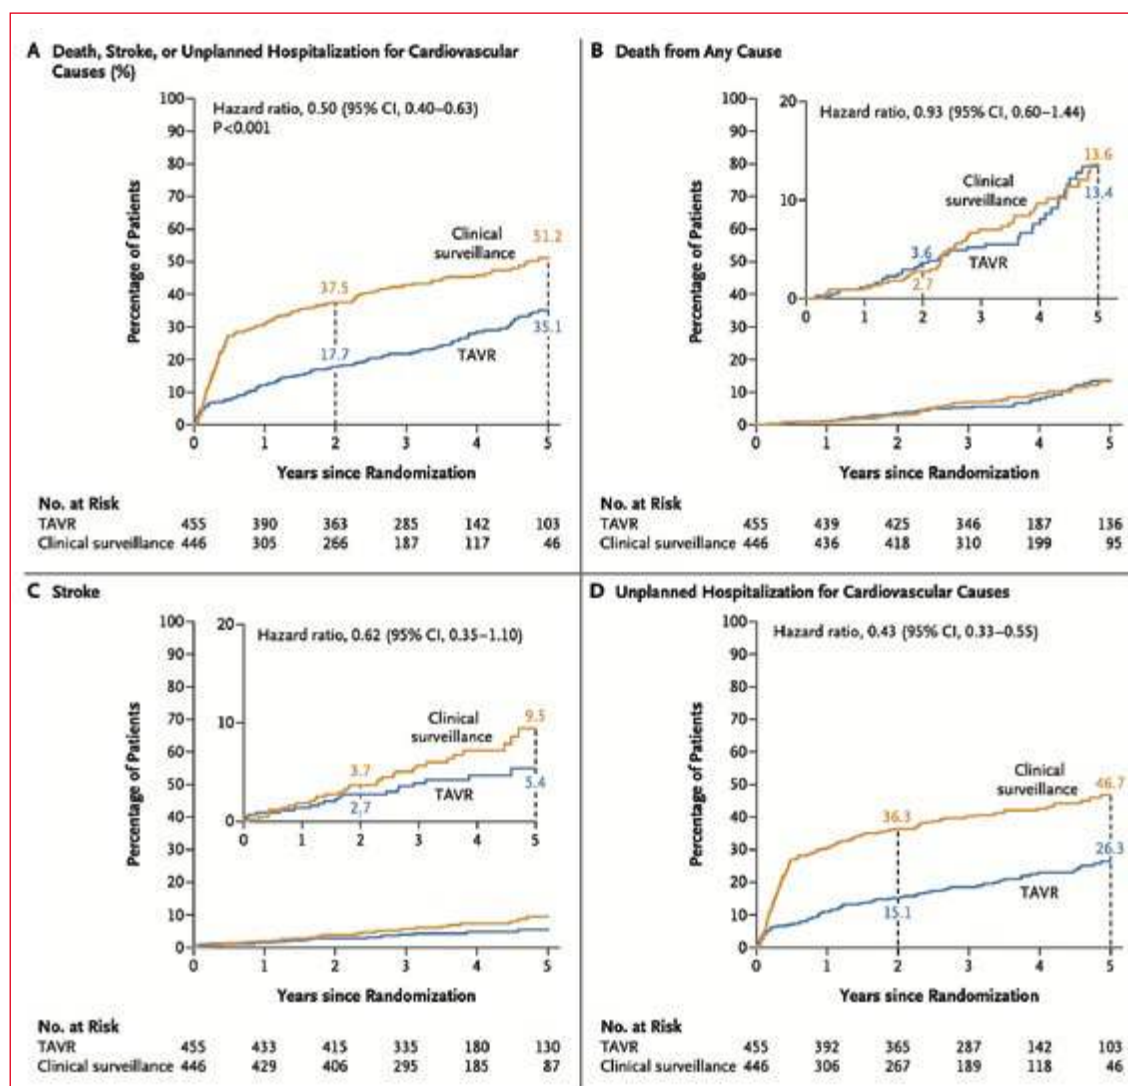 A Death, Stroke, or Unplanned Hospitalization for Cardiovascular
Causes (%)
Hazard ratio, 0.50 (95% CI, 0.40–0.63)
P<0.001
Percentage of Patients
100
90
80
70
60
50
40
30
20
10
0
Clinical
surveillance
51.2
37.5
17.7
TAVR
35.1
0 1 2 3 4 5
Years since Randomization
No. at Risk
TAVR 455 390 363 285 142 103
Clinical surveillance 446 305 266 187 117 46
B Death from Any Cause
Hazard ratio, 0.93 (95% CI, 0.60–1.44)
Percentage of Patients
100
90
80
70
60
50
40
30
20
10
0
20
10
0
13.6
Clinical
surveillance
13.4
3.6
TAVR
2.7
0 1 2 3 4 5
0 1 2 3 4 5
Years since Randomization
No. at Risk
TAVR 455 439 425 346 187 136
Clinical surveillance 446 436 418 310 199 95
C Stroke
Hazard ratio, 0.62 (95% CI, 0.35–1.10)
Percentage of Patients
100
90
80
70
60
50
40
30
20
10
0
20
10
0
Clinical
surveillance
9.5
3.7
2.7
TAVR
5.4
0 1 2 3 4 5
0 1 2 3 4 5
Years since Randomization
No. at Risk
TAVR 455 433 415 335 180 130
Clinical surveillance 446 429 406 295 185 87
D Unplanned Hospitalization for Cardiovascular Causes
Hazard ratio, 0.43 (95% CI, 0.33–0.55)
Percentage of Patients
100
90
80
70
60
50
40
30
20
10
0
Clinical
surveillance
46.7
36.3
26.3
TAVR
15.1
0 1 2 3 4 5
Years since Randomization
No. at Risk
TAVR 455 392 365 287 142 103
Clinical surveillance 446 306 267 189 118 46